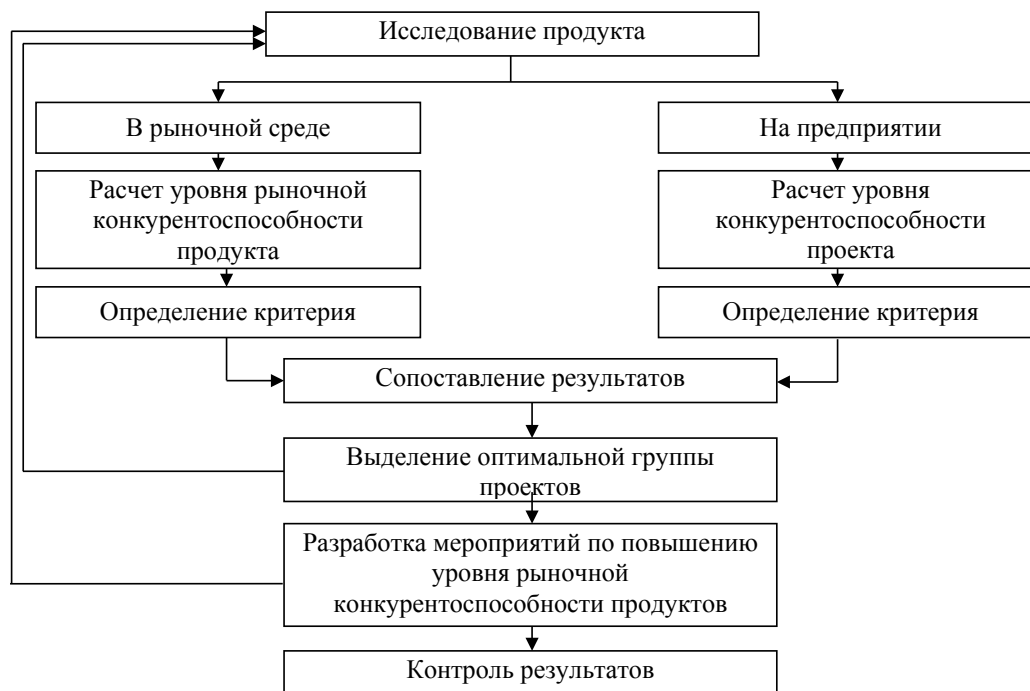 Исследование продукта
В рыночной среде
На предприятии
Расчет уровня рыночной
конкурентоспособности
продукта
Расчет уровня
конкурентоспособности
проекта
Определение критерия
Определение критерия
Сопоставление результатов
Выделение оптимальной группы
проектов
Разработка мероприятий по повышению
уровня рыночной
конкурентоспособности продуктов
Контроль результатов